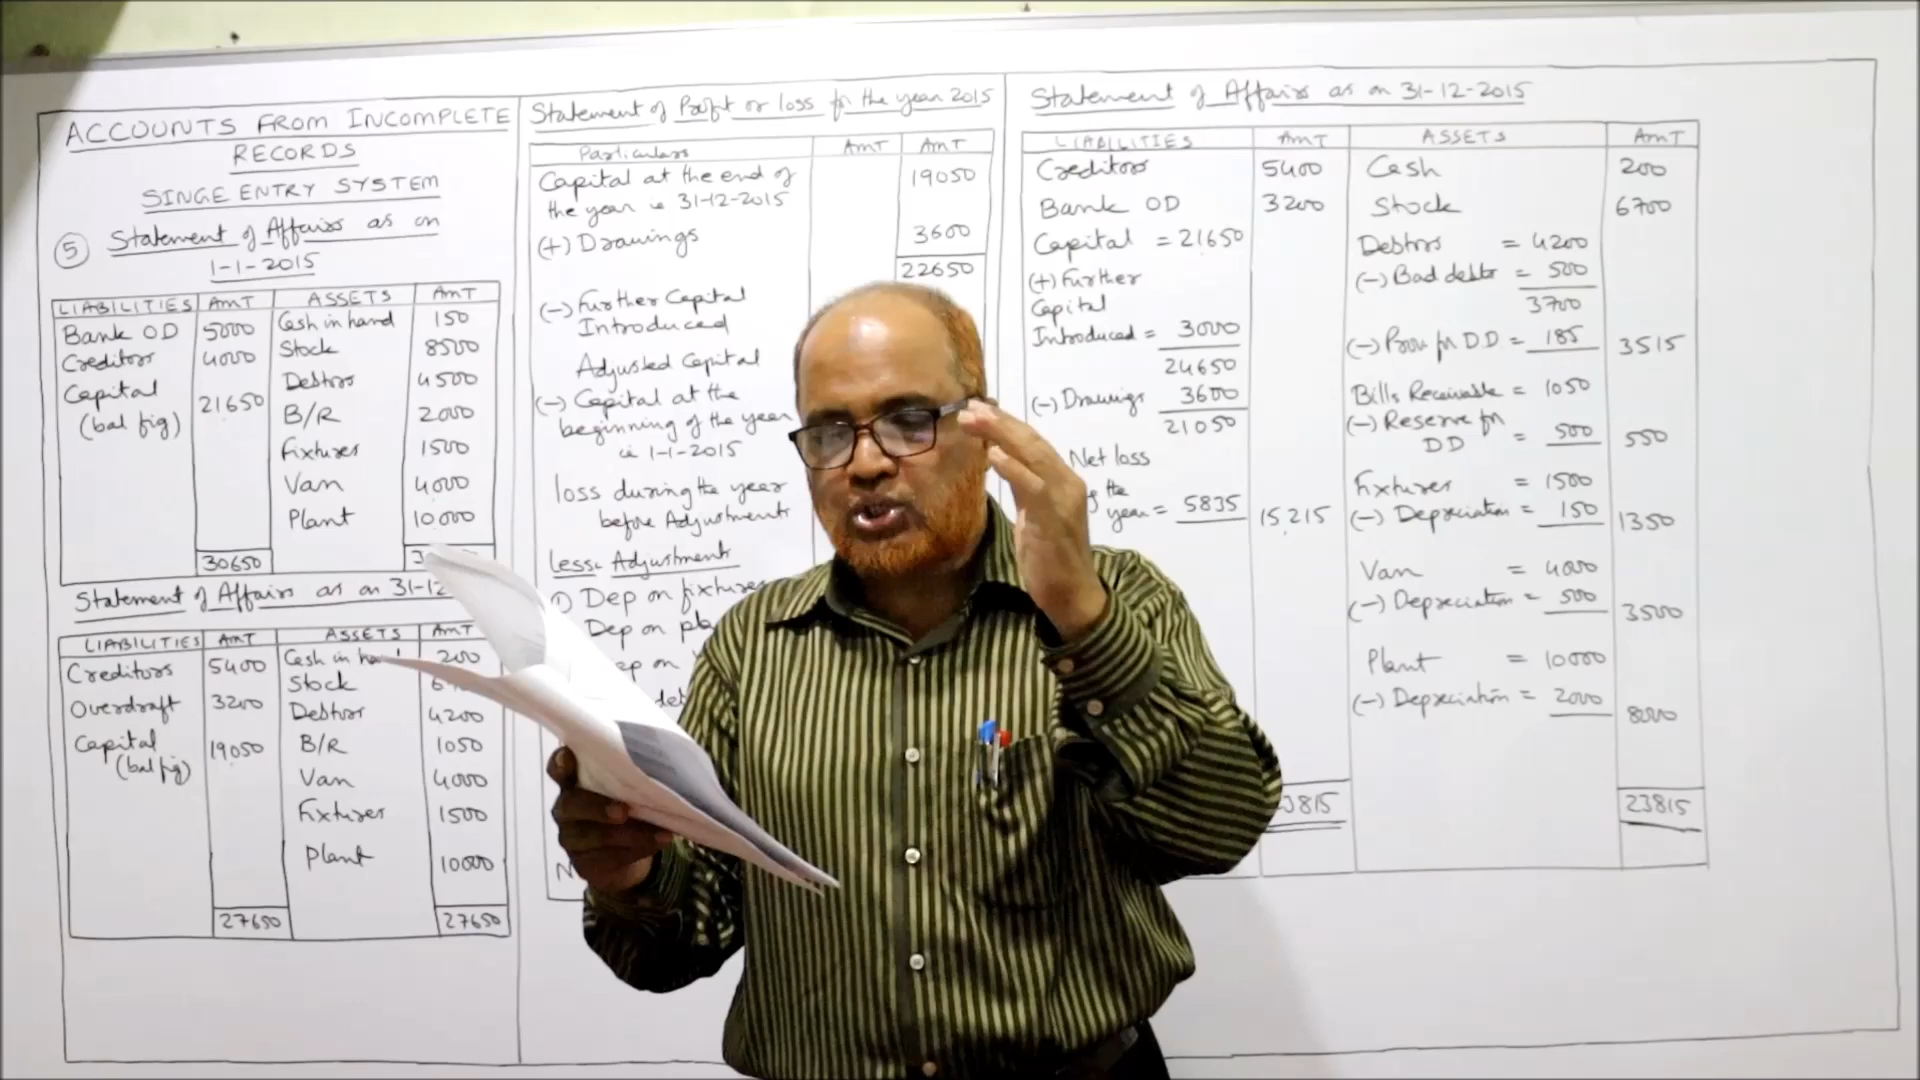 ACCOUNTS FROM INCOMPLETE
RECORDS
SINGE ENTRY SYSTEM
5 Statement of Affairs as on
1-1-2015
LIABILITIES AMT ASSETS AMT
Bank OD 5000 Cash in hand 150
Creditors 4000 Stock 8500
Capital 21650 Debtors 4500
(bal fig) B/R 2000
Fixtures 1500
Van 4000
Plant 10000
30650
Statement of Affairs as on 31-12
LIABILITIES AMT ASSETS AMT
Creditors 5400 Cash in 200
Stock
Overdraft 3200 Debtors 4200
Capital 19050 B/R 1050
(bal fig) Van 4000
Fixtures 1500
Plant 10000
27650 27650
Statement of Profit or loss for the year 2015
Particulars AMT AMT
Capital at the end of 19050
the year ie 31-12-2015
(+) Drawings 3600
22650
(-) Further Capital
Introduced
Adjusted Capital
(-) Capital at the
beginning of the year
ie 1-1-2015
loss during the year
before Adjustments
less: Adjustments
1) Dep on fixtures
Dep on
on
Statement of Affairs as on 31-12-2015
LIABILITIES AMT ASSETS AMT
Creditors 5400 Cash 200
Bank OD 3200 Stock 6700
Capital = 21650 Debtors = 4200
(+) Further (-) Bad debts = 500
Capital 3700
Introduced = 3000 (-) Prov for D.D = 185 3515
24650
(-) Drawings 3600 Bills Receivable = 1050
21050 (-) Reserve for
DD = 500 550
Net loss
the Fixtures = 1500
year = 5835 15,215 (-) Depreciation = 150 1350
Van = 4000
(-) Depreciation = 500 3500
Plant = 10000
(-) Depreciation = 2000 8000
3815 23815